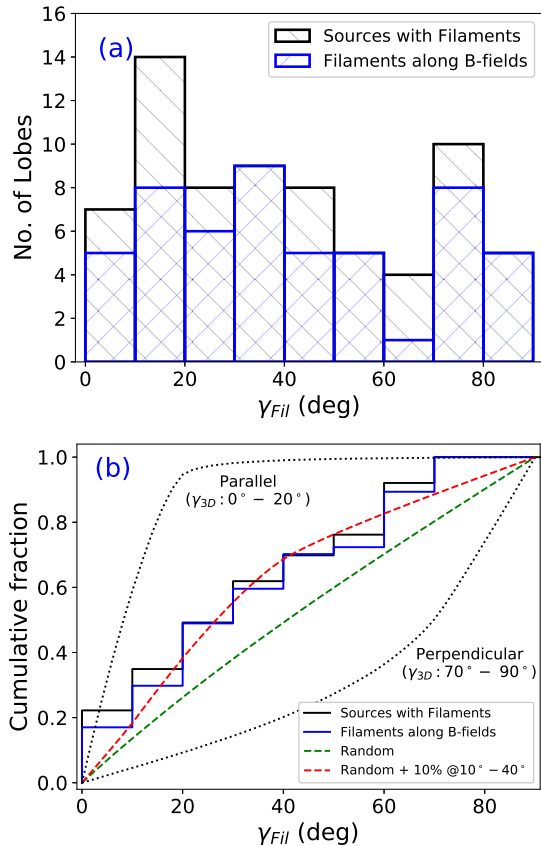 16
14
12
10
8
6
4
2
0
No. of Lobes
(a)
Sources with Filaments
Filaments along B-fields
0 20 40 60 80
γFil (deg)
1.0
0.8
0.6
0.4
0.2
0.0
Cumulative fraction
(b)
Parallel
(γ3D : 0° − 20°)
Perpendicular
(γ3D : 70° − 90°)
Sources with Filaments
Filaments along B-fields
Random
Random + 10% @10° − 40°
0 20 40 60 80
γFil (deg)